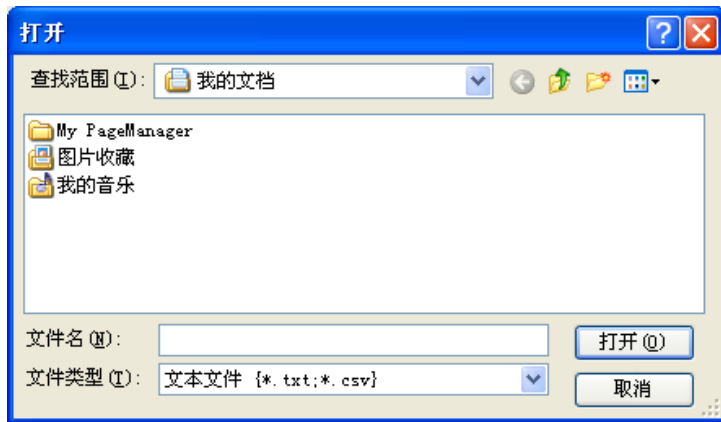 打开
查找范围(I): 我的文档
My PageManager
图片收藏
我的音乐
文件名(N): 打开(O)
文件类型(T): 文本文件 {*.txt;*.csv} 取消